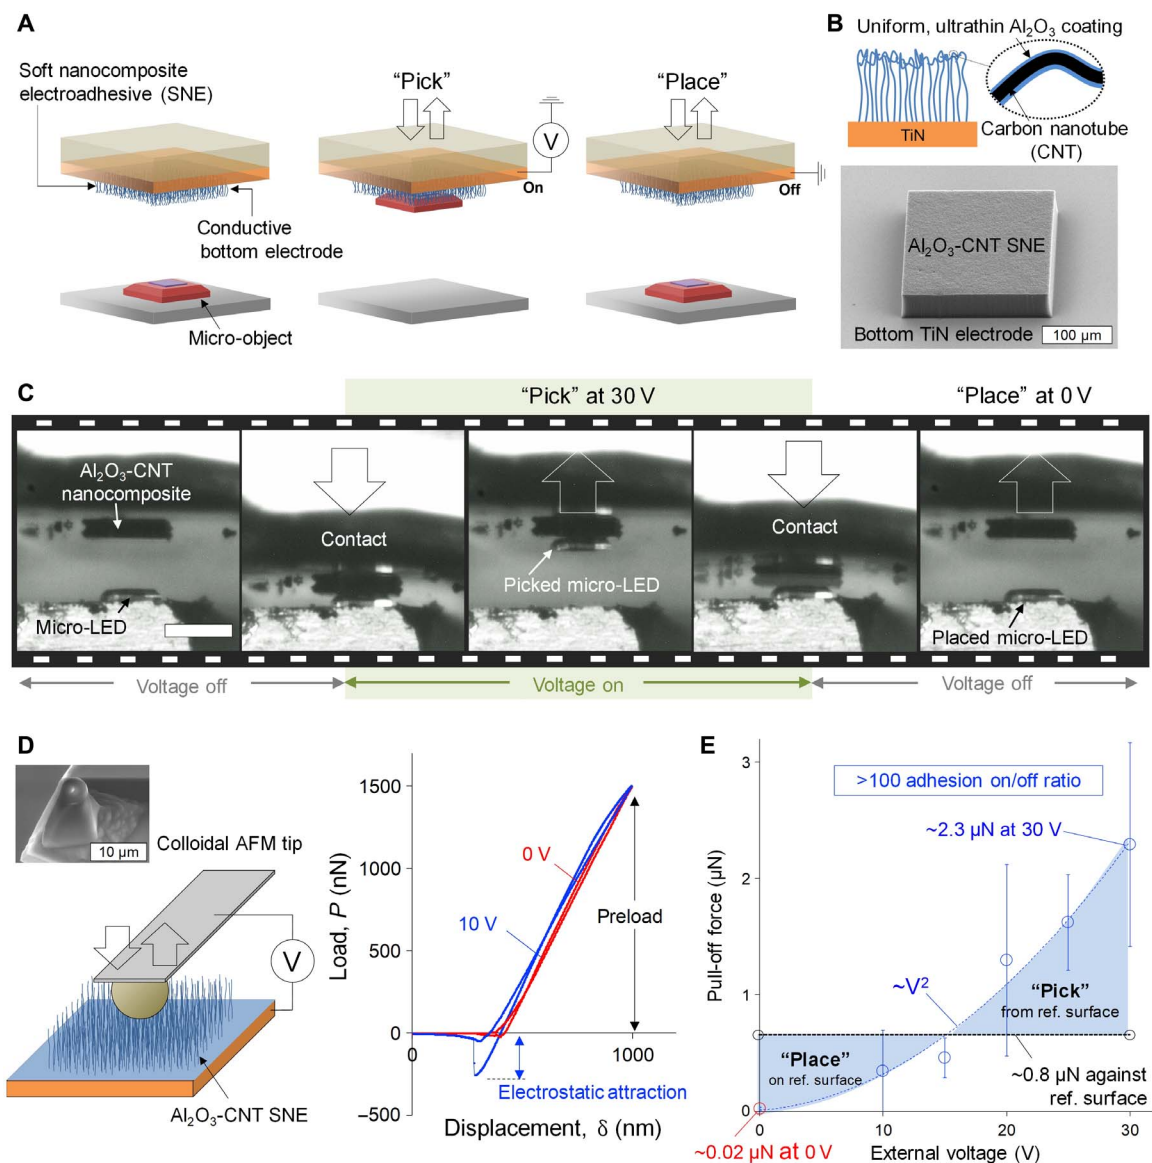 A
Soft nanocomposite
electroadhesive (SNE)
Conductive
bottom electrode
Micro-object
“Pick”
V
On
“Place”
Off
B
Uniform, ultrathin Al₂O₃ coating
TiN
Carbon nanotube
(CNT)
Al₂O₃-CNT SNE
Bottom TiN electrode
100 µm
C
“Pick” at 30 V
“Place” at 0 V
Al₂O₃-CNT
nanocomposite
Micro-LED
Contact
Picked micro-LED
Contact
Placed micro-LED
Voltage off
Voltage on
Voltage off
D
10 µm
Colloidal AFM tip
V
Al₂O₃-CNT SNE
Load, P (nN)
1500
1000
500
0
−500
0
1000
0 V
10 V
Preload
Electrostatic attraction
Displacement, δ (nm)
E
Pull-off force (µN)
3
2
1
0
>100 adhesion on/off ratio
~2.3 µN at 30 V
~V²
“Pick”
from ref. surface
“Place”
on ref. surface
~0.8 µN against
ref. surface
0
10
20
30
~0.02 µN at 0 V
External voltage (V)